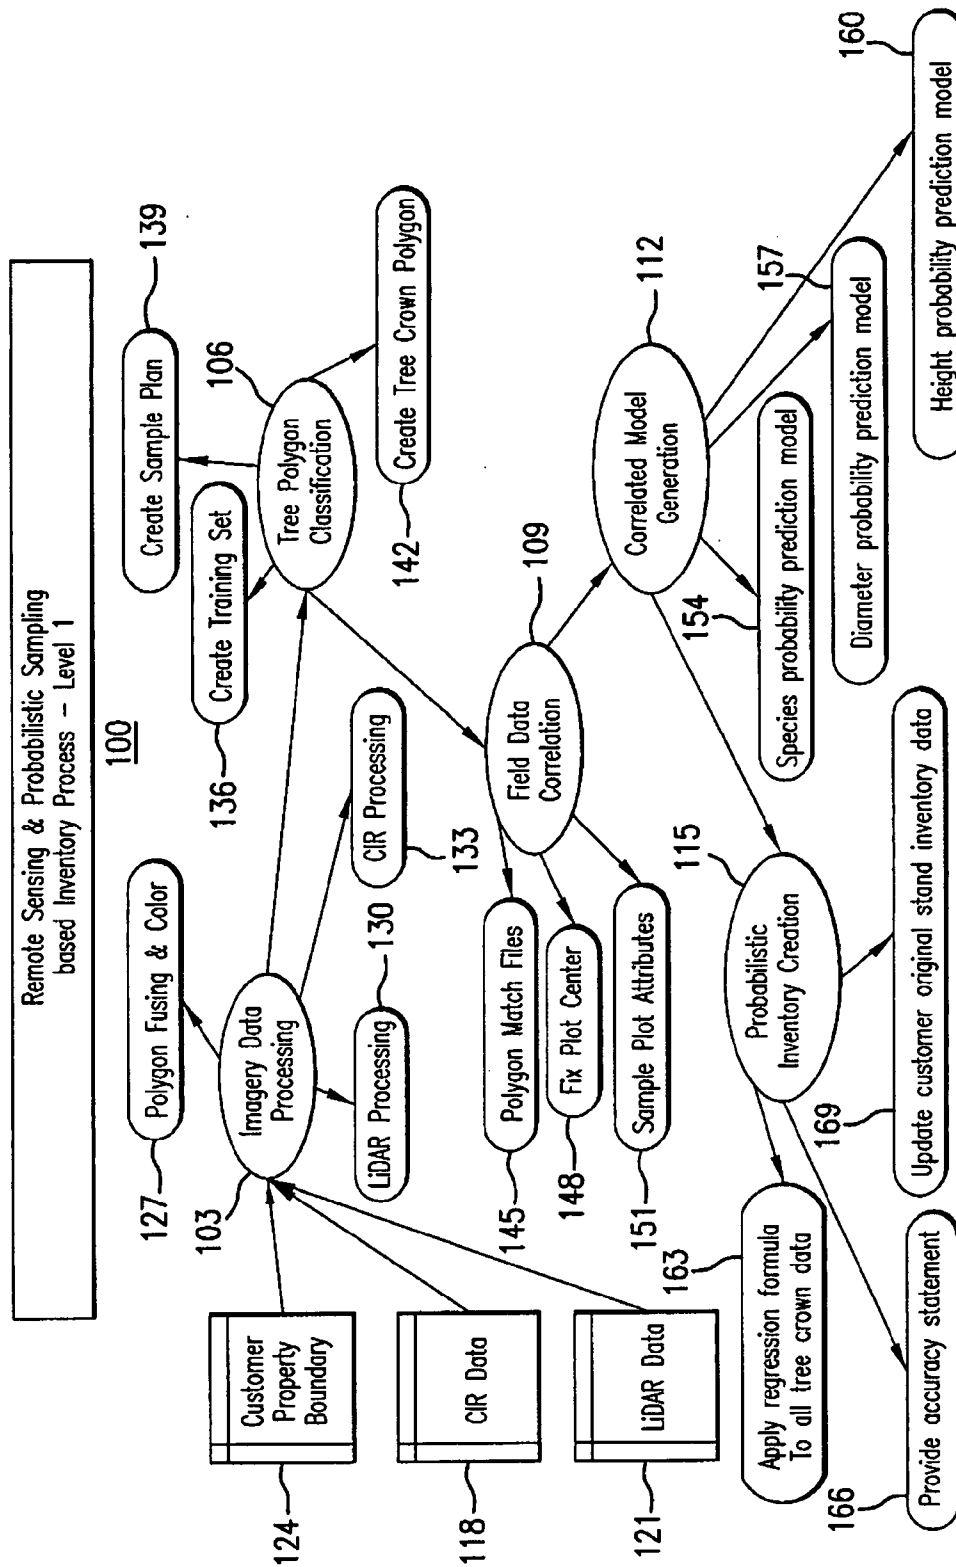 Remote Sensing & Probabilistic Sampling
based Inventory Process – Level 1
100
127
Polygon Fusing & Color
103
Imagery Data
Processing
LiDAR Processing
130
CIR Processing
133
136
Create Training Set
Create Sample Plan
139
106
Tree Polygon
Classification
142
Create Tree Crown Polygon
124
Customer
Property
Boundary
118
CIR Data
121
LiDAR Data
109
Field Data
Correlation
145
Polygon Match Files
148
Fix Plot Center
151
Sample Plot Attributes
112
Correlated Model
Generation
154
Species probability prediction model
157
Diameter probability prediction model
160
Height probability prediction model
115
Probabilistic
Inventory Creation
163
Apply regression formula
To all tree crown data
166
Provide accuracy statement
169
Update customer original stand inventory data